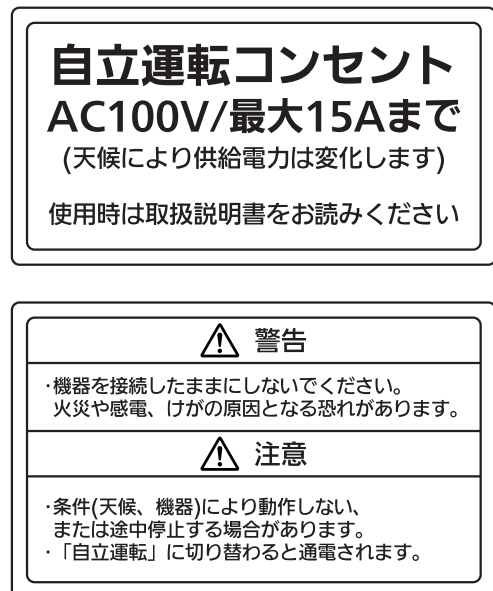 自立運転コンセント
AC100V/最大15Aまで
(天候により供給電力は変化します)
使用時は取扱説明書をお読みください
警告
・機器を接続したままにしないでください。
火災や感電、けがの原因となる恐れがあります。
注意
・条件(天候、機器)により動作しない、
または途中停止する場合があります。
・「自立運転」に切り替わると通電されます。